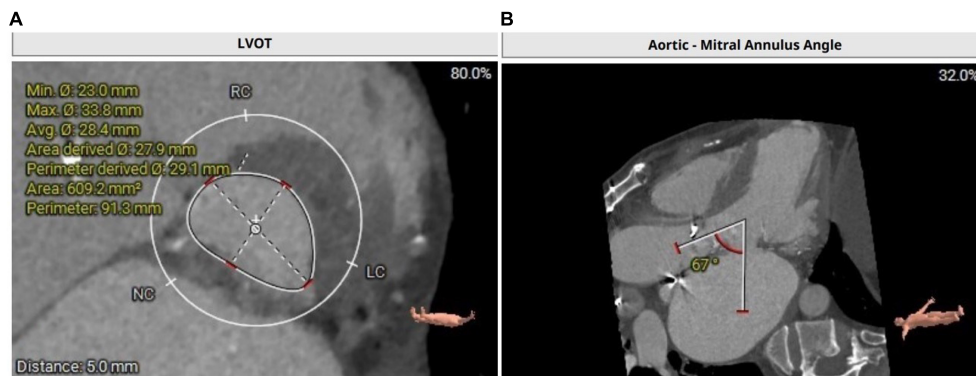 A
LVOT
80.0%
Min. Ø: 23.0 mm
Max. Ø: 33.8 mm
Avg. Ø: 28.4 mm
Area derived Ø: 27.9 mm
Perimeter derived Ø: 29.1 mm
Area: 609.2 mm²
Perimeter: 91.3 mm
RC
LC
NC
Distance: 5.0 mm
B
Aortic - Mitral Annulus Angle
32.0%
67°